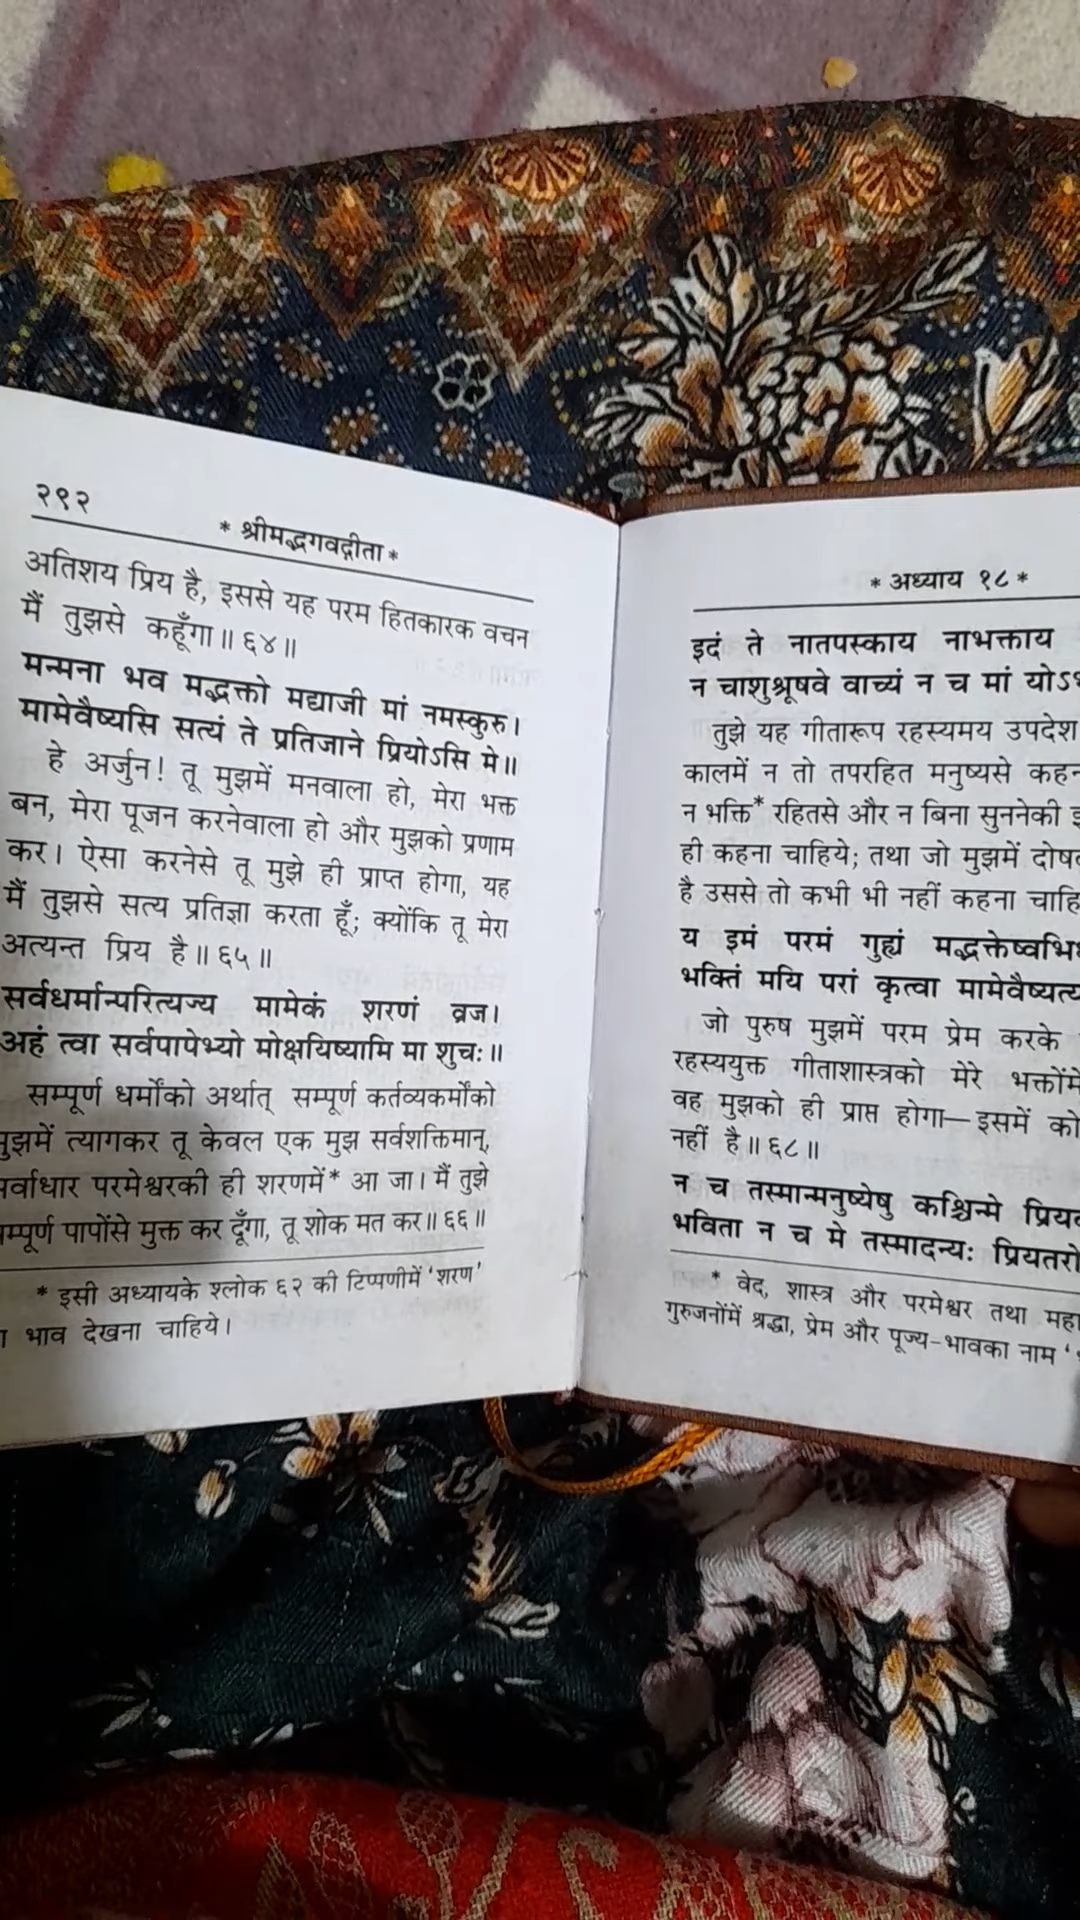 २९२
* श्रीमद्भगवद्गीता *
अतिशय प्रिय है, इससे यह परम हितकारक वचन
मैं तुझसे कहूँगा॥ ६४॥
मन्मना भव मद्भक्तो मद्याजी मां नमस्कुरु।
मामेवैष्यसि सत्यं ते प्रतिजाने प्रियोऽसि मे॥
हे अर्जुन! तू मुझमें मनवाला हो, मेरा भक्त
बन, मेरा पूजन करनेवाला हो और मुझको प्रणाम
कर। ऐसा करनेसे तू मुझे ही प्राप्त होगा, यह
मैं तुझसे सत्य प्रतिज्ञा करता हूँ; क्योंकि तू मेरा
अत्यन्त प्रिय है॥ ६५॥
सर्वधर्मान्परित्यज्य मामेकं शरणं व्रज।
अहं त्वा सर्वपापेभ्यो मोक्षयिष्यामि मा शुचः॥
सम्पूर्ण धर्मोंको अर्थात् सम्पूर्ण कर्तव्यकर्मोंको
मुझमें त्यागकर तू केवल एक मुझ सर्वशक्तिमान्,
सर्वाधार परमेश्वरकी ही शरणमें* आ जा। मैं तुझे
सम्पूर्ण पापोंसे मुक्त कर दूँगा, तू शोक मत कर॥ ६६॥
* इसी अध्यायके श्लोक ६२ की टिप्पणीमें 'शरण'
भाव देखना चाहिये।
* अध्याय १८ *
इदं ते नातपस्काय नाभक्ताय
न चाशुश्रूषवे वाच्यं न च मां
तुझे यह गीतारूप रहस्यमय उपदेश
कालमें न तो तपरहित मनुष्यसे
न भक्ति* रहितसे और न बिना सुननेकी
ही कहना चाहिये; तथा जो मुझमें
है उससे तो कभी भी नहीं कहना
य इमं परमं गुह्यं
भक्तिं मयि परां कृत्वा
जो पुरुष मुझमें परम प्रेम करके
रहस्ययुक्त गीताशास्त्रको मेरे
वह मुझको ही प्राप्त होगा—इसमें
नहीं है॥ ६८॥
न च तस्मान्मनुष्येषु कश्चिन्मे
भविता न च मे तस्मादन्यः
* वेद, शास्त्र और परमेश्वर तथा
गुरुजनोंमें श्रद्धा, प्रेम और पूज्य-भावका नाम